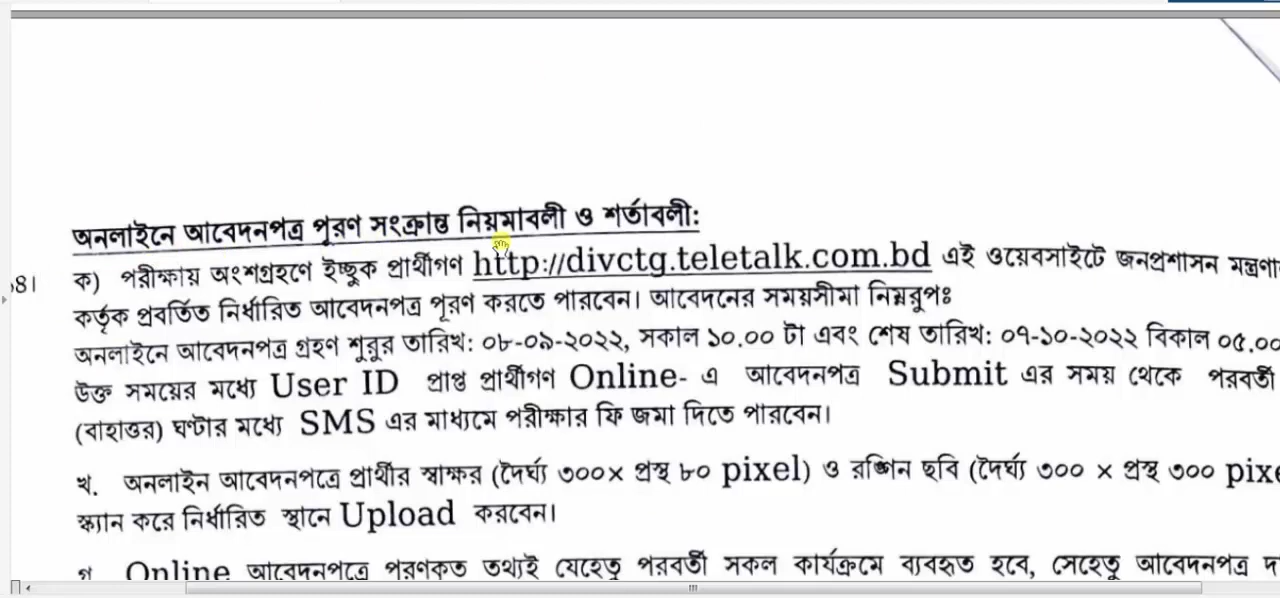 অনলাইনে আবেদনপত্র পূরণ সংক্রান্ত নিয়মাবলী ও শর্তাবলী:
ক) পরীক্ষায় অংশগ্রহণে ইচ্ছুক প্রার্থীগণ http://divctg.teletalk.com.bd এই ওয়েবসাইটে জনপ্রশাসন
কর্তৃক প্রবর্তিত নির্ধারিত আবেদনপত্র পূরণ করতে পারবেন। আবেদনের সময়সীমা নিম্নরুপঃ
অনলাইনে আবেদনপত্র গ্রহণ শুরুর তারিখ: ০৮-০৯-২০২২, সকাল ১০.০০ টা এবং শেষ তারিখ: ০৭-১০-২০২২ বিকাল ০৫.০০
উক্ত সময়ের মধ্যে User ID প্রাপ্ত প্রার্থীগণ Online- এ আবেদনপত্র Submit এর সময় থেকে পরবর্তী
(বাহাত্তর) ঘণ্টার মধ্যে SMS এর মাধ্যমে পরীক্ষার ফি জমা দিতে পারবেন।
খ. অনলাইন আবেদনপত্রে প্রার্থীর স্বাক্ষর (দৈর্ঘ্য ৩০০× প্রস্থ ৮০ pixel) ও রঙ্গিন ছবি (দৈর্ঘ্য ৩০০ × প্রস্থ ৩০০
স্ক্যান করে নির্ধারিত স্থানে Upload করবেন।
গ Online আবেদনপত্রে পূরণকৃত তথ্যই যেহেতু পরবর্তী সকল কার্যক্রমে ব্যবহৃত হবে, সেহেতু আবেদনপত্র